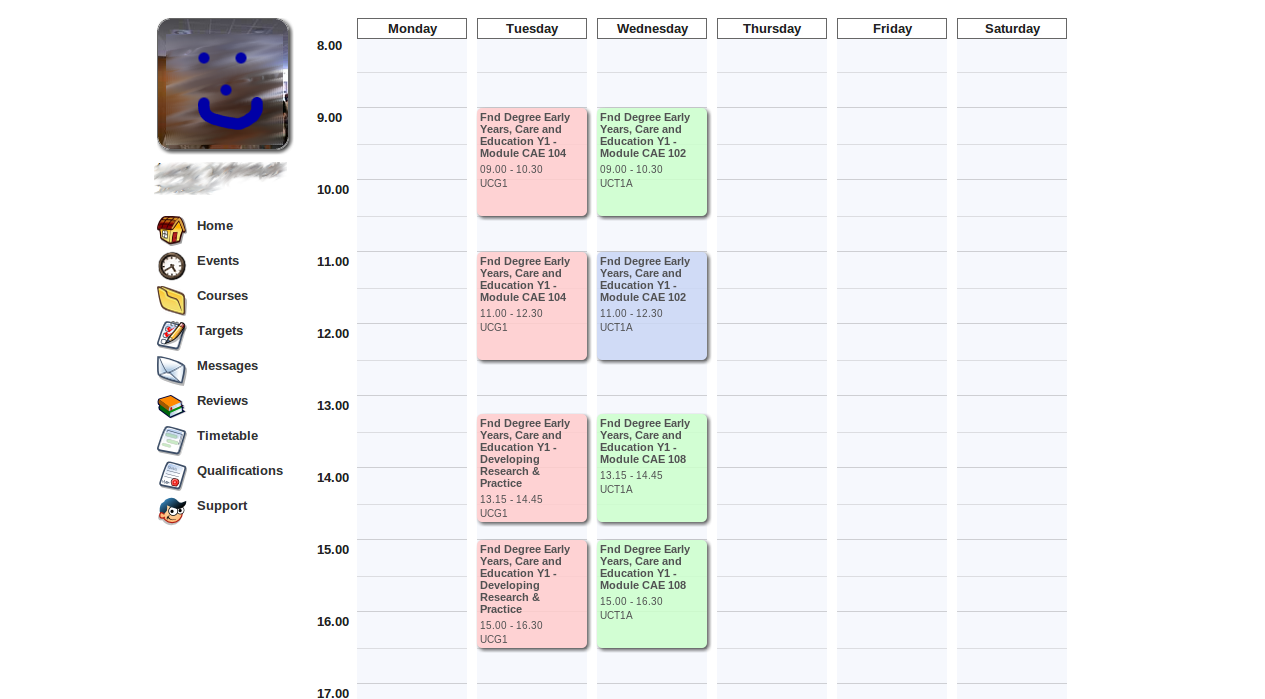 Monday Tuesday Wednesday Thursday Friday Saturday
8.00
9.00
10.00
11.00
12.00
13.00
14.00
15.00
16.00
17.00
Home
Events
Courses
Targets
Messages
Reviews
Timetable
Qualifications
Support
Fnd Degree Early
Years, Care and
Education Y1 -
Module CAE 104
09.00 - 10.30
UCG1
Fnd Degree Early
Years, Care and
Education Y1 -
Module CAE 104
11.00 - 12.30
UCG1
Fnd Degree Early
Years, Care and
Education Y1 -
Developing
Research &
Practice
13.15 - 14.45
UCG1
Fnd Degree Early
Years, Care and
Education Y1 -
Developing
Research &
Practice
15.00 - 16.30
UCG1
Fnd Degree Early
Years, Care and
Education Y1 -
Module CAE 102
09.00 - 10.30
UCT1A
Fnd Degree Early
Years, Care and
Education Y1 -
Module CAE 102
11.00 - 12.30
UCT1A
Fnd Degree Early
Years, Care and
Education Y1 -
Module CAE 108
13.15 - 14.45
UCT1A
Fnd Degree Early
Years, Care and
Education Y1 -
Module CAE 108
15.00 - 16.30
UCT1A